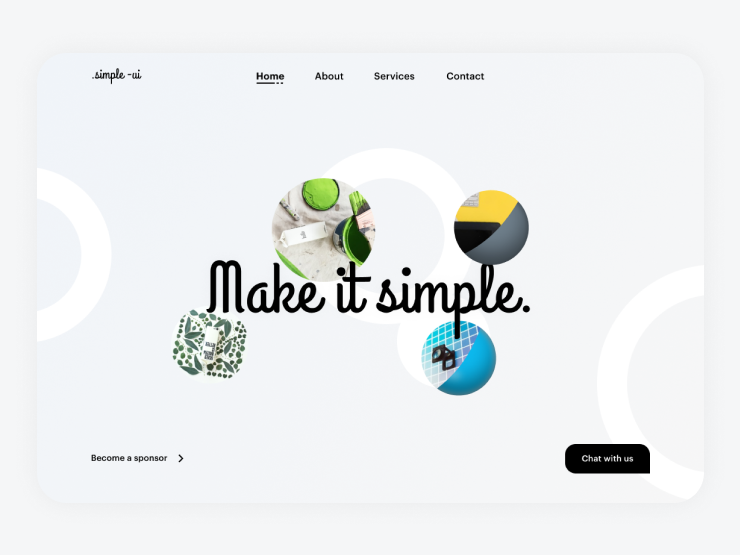 .simple -ui
Home
About
Services
Contact
Make it simple.
Become a sponsor
Chat with us